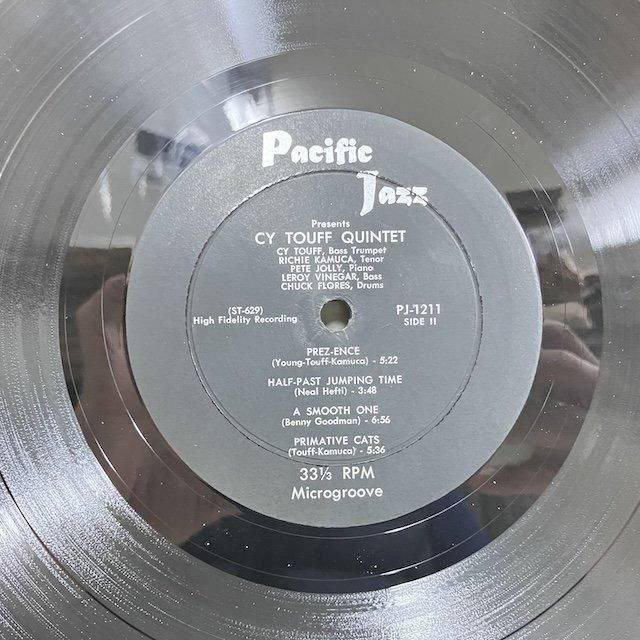 Pacific
Jazz
Presents
CY TOUFF QUINTET
CY TOUFF, Bass Trumpet
RICHIE KAMUCA, Tenor
PETE JOLLY, Piano
LEROY VINEGAR, Bass
CHUCK FLORES, Drums
(ST-629)
High Fidelity Recording
PJ-1211
SIDE II
PREZ-ENCE
(Young-Touff-Kamuca) - 5:22
HALF-PAST JUMPING TIME
(Neal Hefti) - 3:48
A SMOOTH ONE
(Benny Goodman) - 6:56
PRIMATIVE CATS
(Touff-Kamuca) - 5:36
33⅓ RPM
Microgroove